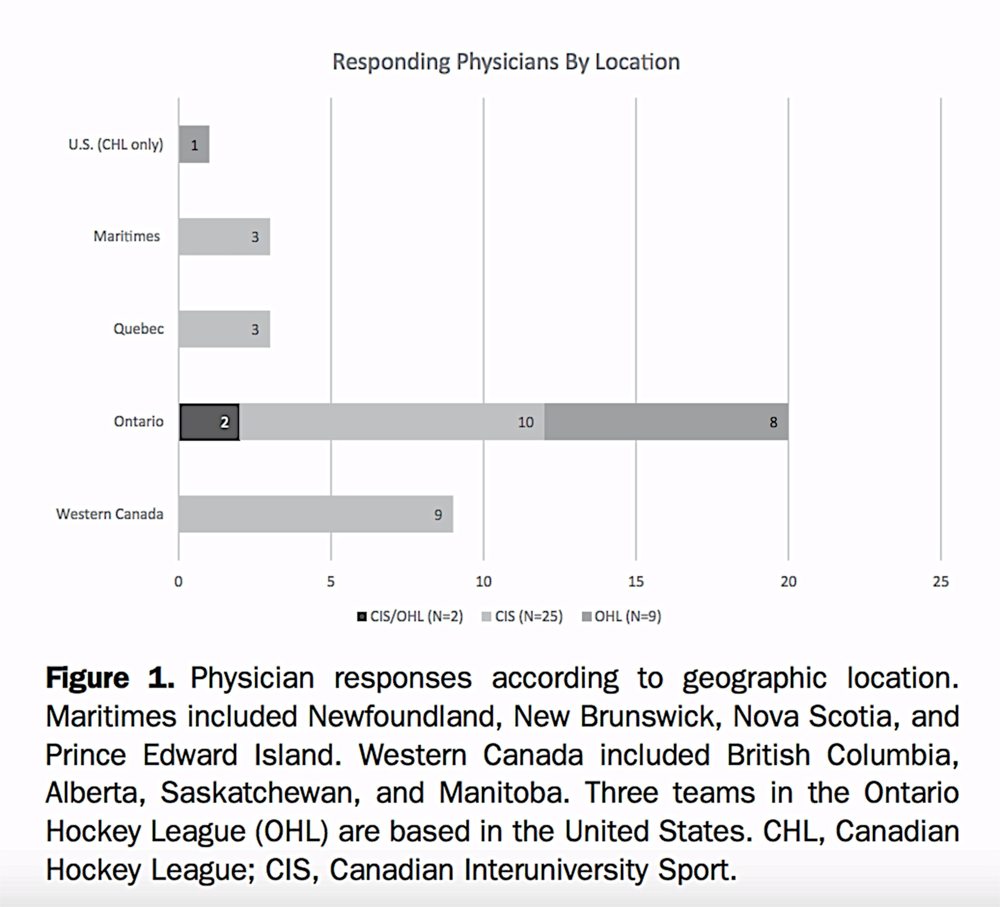 Responding Physicians By Location
U.S. (CHL only) 1
Maritimes 3
Quebec 3
Ontario 2 10 8
Western Canada 9
0 5 10 15 20 25
CIS/OHL (N=2) CIS (N=25) OHL (N=9)
Figure 1. Physician responses according to geographic location.
Maritimes included Newfoundland, New Brunswick, Nova Scotia, and
Prince Edward Island. Western Canada included British Columbia,
Alberta, Saskatchewan, and Manitoba. Three teams in the Ontario
Hockey League (OHL) are based in the United States. CHL, Canadian
Hockey League; CIS, Canadian Interuniversity Sport.